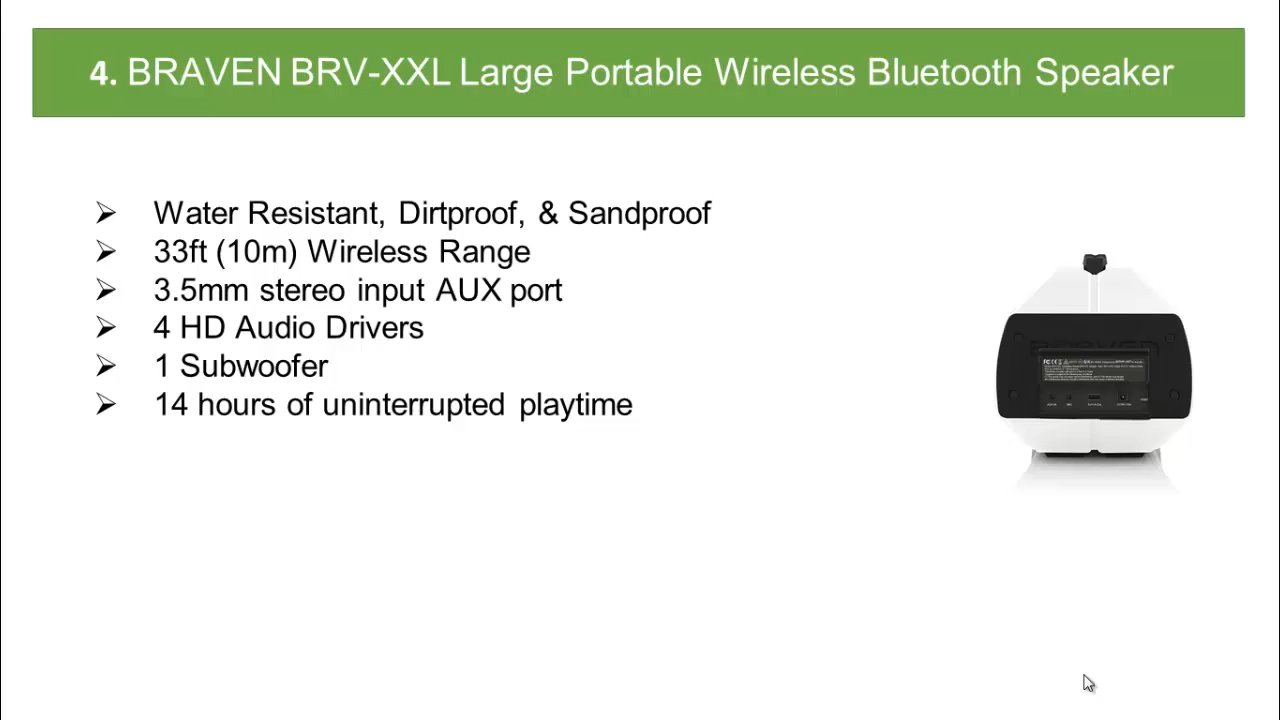 4. BRAVEN BRV-XXL Large Portable Wireless Bluetooth Speaker
Water Resistant, Dirtproof, & Sandproof
33ft (10m) Wireless Range
3.5mm stereo input AUX port
4 HD Audio Drivers
1 Subwoofer
14 hours of uninterrupted playtime
BRAVEN